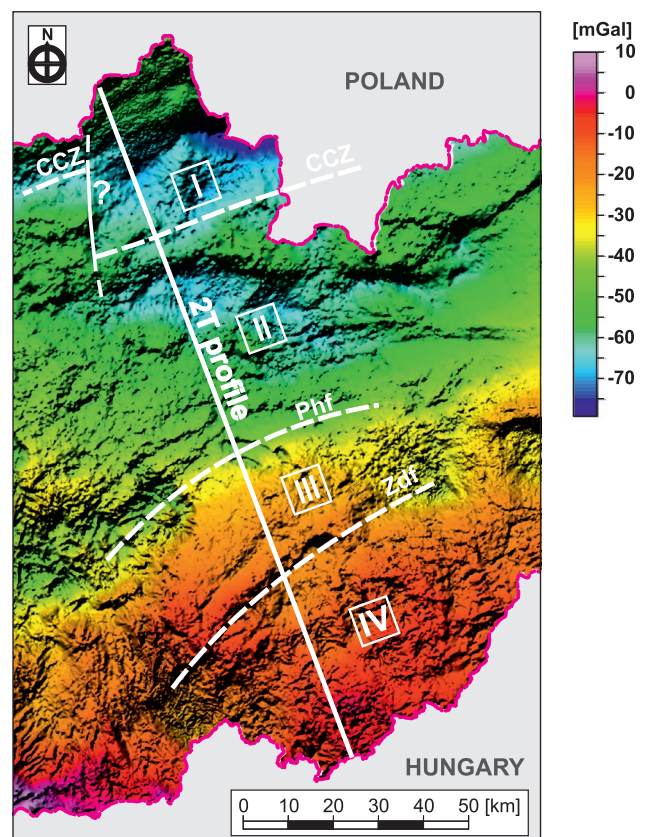 [mGal]
N
10
POLAND
0
-10
CCZ
CCZ
?
I
-20
-30
-40
-50
2T profile
II
-60
-70
Phf
III
Zdf
IV
HUNGARY
0 10 20 30 40 50 [km]